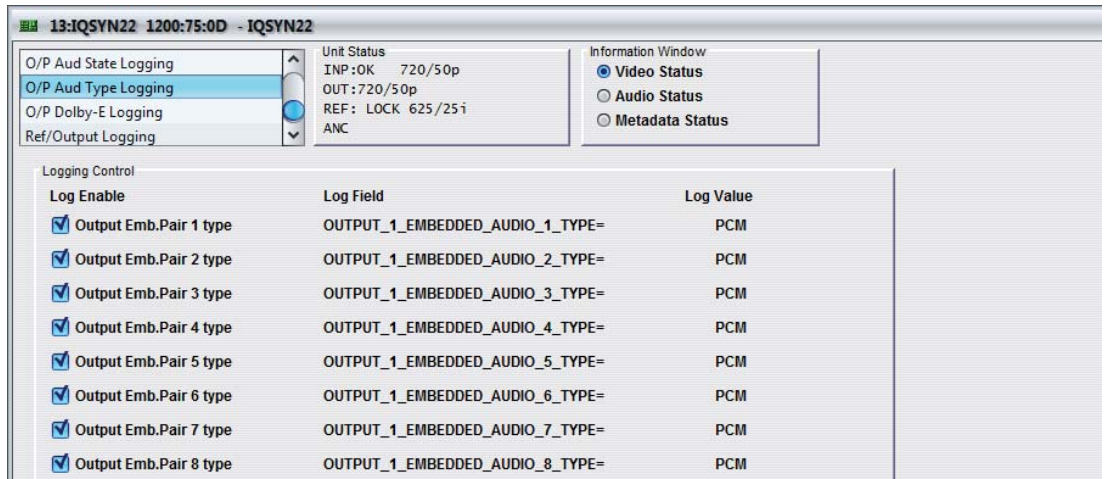 13:IQSYN22 1200:75:0D - IQSYN22
O/P Aud State Logging
O/P Aud Type Logging
O/P Dolby-E Logging
Ref/Output Logging
Unit Status
INP:OK 720/50p
OUT:720/50p
REF: LOCK 625/25i
ANC
Information Window
Video Status
Audio Status
Metadata Status
Logging Control
Log Enable Log Field Log Value
Output Emb.Pair 1 type OUTPUT_1_EMBEDDED_AUDIO_1_TYPE= PCM
Output Emb.Pair 2 type OUTPUT_1_EMBEDDED_AUDIO_2_TYPE= PCM
Output Emb.Pair 3 type OUTPUT_1_EMBEDDED_AUDIO_3_TYPE= PCM
Output Emb.Pair 4 type OUTPUT_1_EMBEDDED_AUDIO_4_TYPE= PCM
Output Emb.Pair 5 type OUTPUT_1_EMBEDDED_AUDIO_5_TYPE= PCM
Output Emb.Pair 6 type OUTPUT_1_EMBEDDED_AUDIO_6_TYPE= PCM
Output Emb.Pair 7 type OUTPUT_1_EMBEDDED_AUDIO_7_TYPE= PCM
Output Emb.Pair 8 type OUTPUT_1_EMBEDDED_AUDIO_8_TYPE= PCM